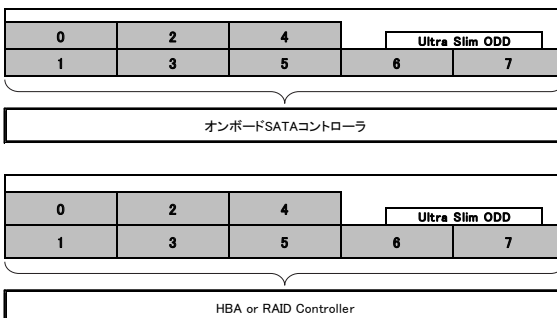 0 2 4 Ultra Slim ODD
1 3 5 6 7
オンボードSATAコントローラ
0 2 4 Ultra Slim ODD
1 3 5 6 7
HBA or RAID Controller